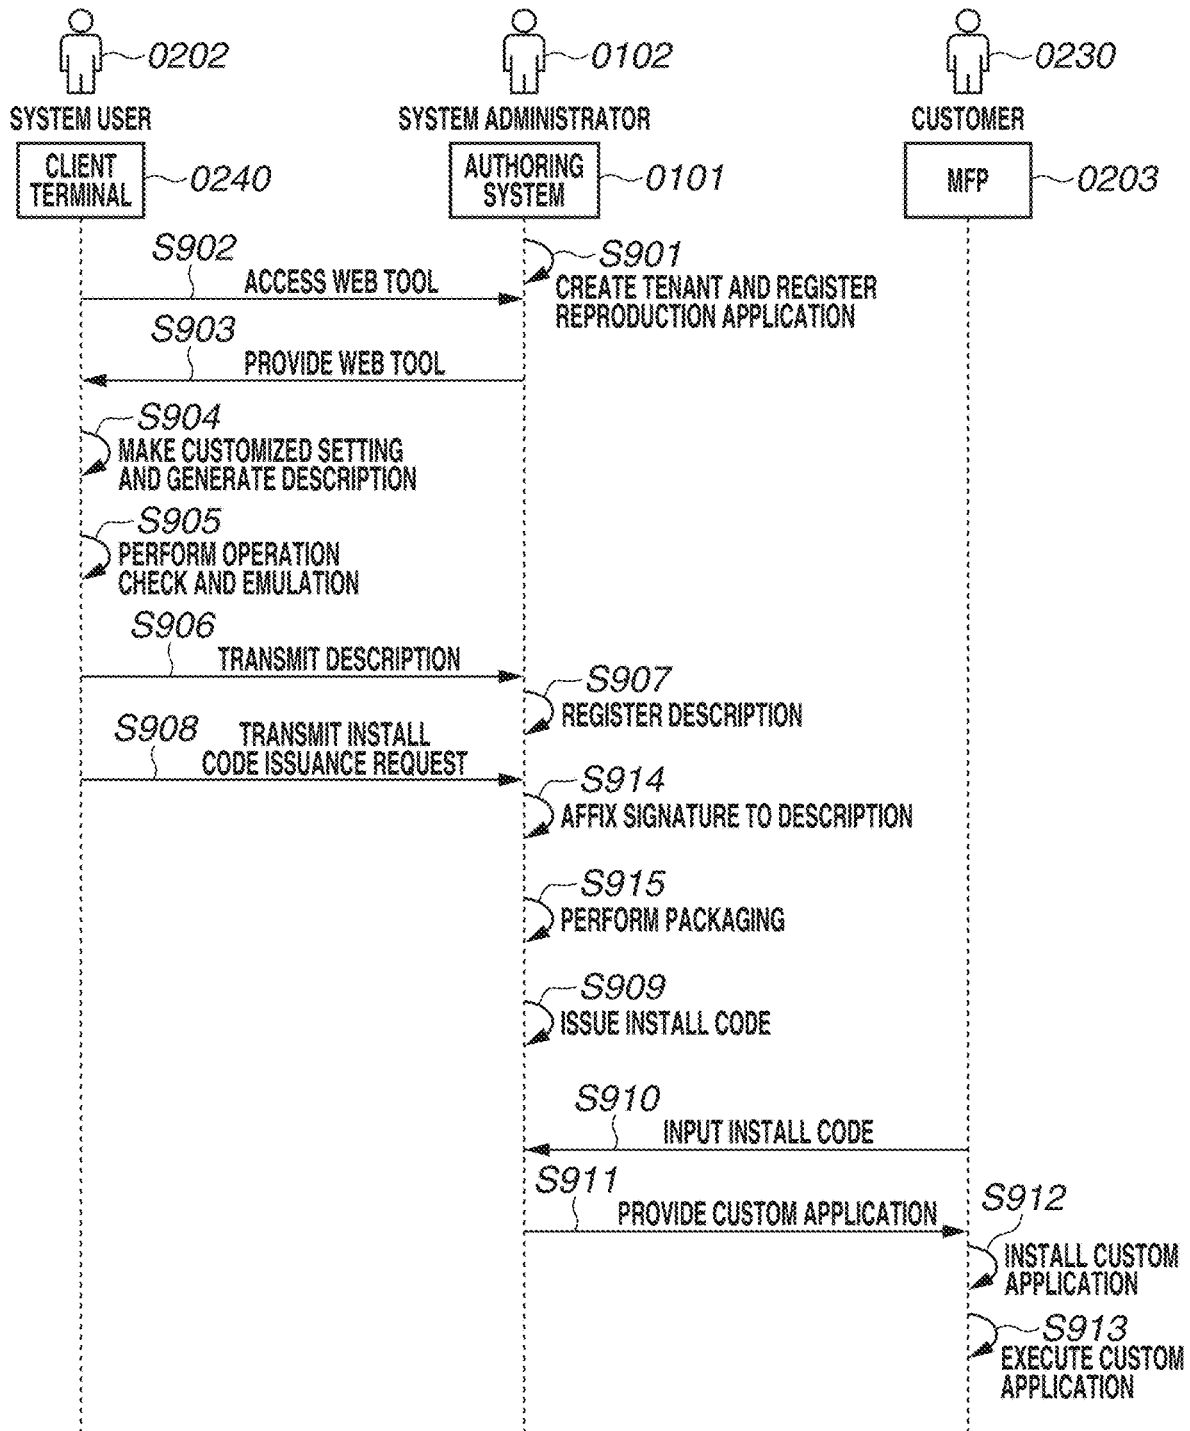 0202
0102
0230
SYSTEM USER
SYSTEM ADMINISTRATOR
CUSTOMER
CLIENT
TERMINAL
0240
AUTHORING
SYSTEM
0101
MFP
0203
S901
CREATE TENANT AND REGISTER
REPRODUCTION APPLICATION
S902
ACCESS WEB TOOL
S903
PROVIDE WEB TOOL
S904
MAKE CUSTOMIZED SETTING
AND GENERATE DESCRIPTION
S905
PERFORM OPERATION
CHECK AND EMULATION
S906
TRANSMIT DESCRIPTION
S907
REGISTER DESCRIPTION
S908
TRANSMIT INSTALL
CODE ISSUANCE REQUEST
S914
AFFIX SIGNATURE TO DESCRIPTION
S915
PERFORM PACKAGING
S909
ISSUE INSTALL CODE
S910
INPUT INSTALL CODE
S911
PROVIDE CUSTOM APPLICATION
S912
INSTALL CUSTOM
APPLICATION
S913
EXECUTE CUSTOM
APPLICATION